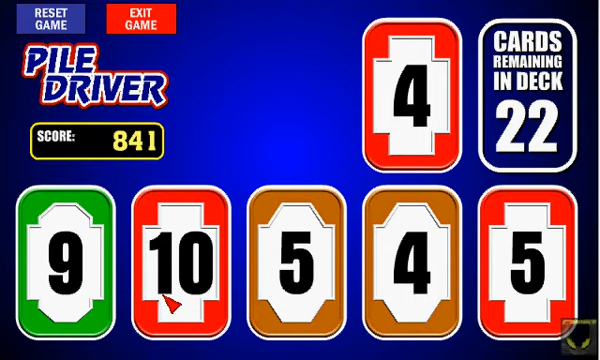 RESET
GAME
EXIT
GAME
PILE
DRIVER
SCORE: 841
4
CARDS
REMAINING
IN DECK
22
9
10
5
4
5